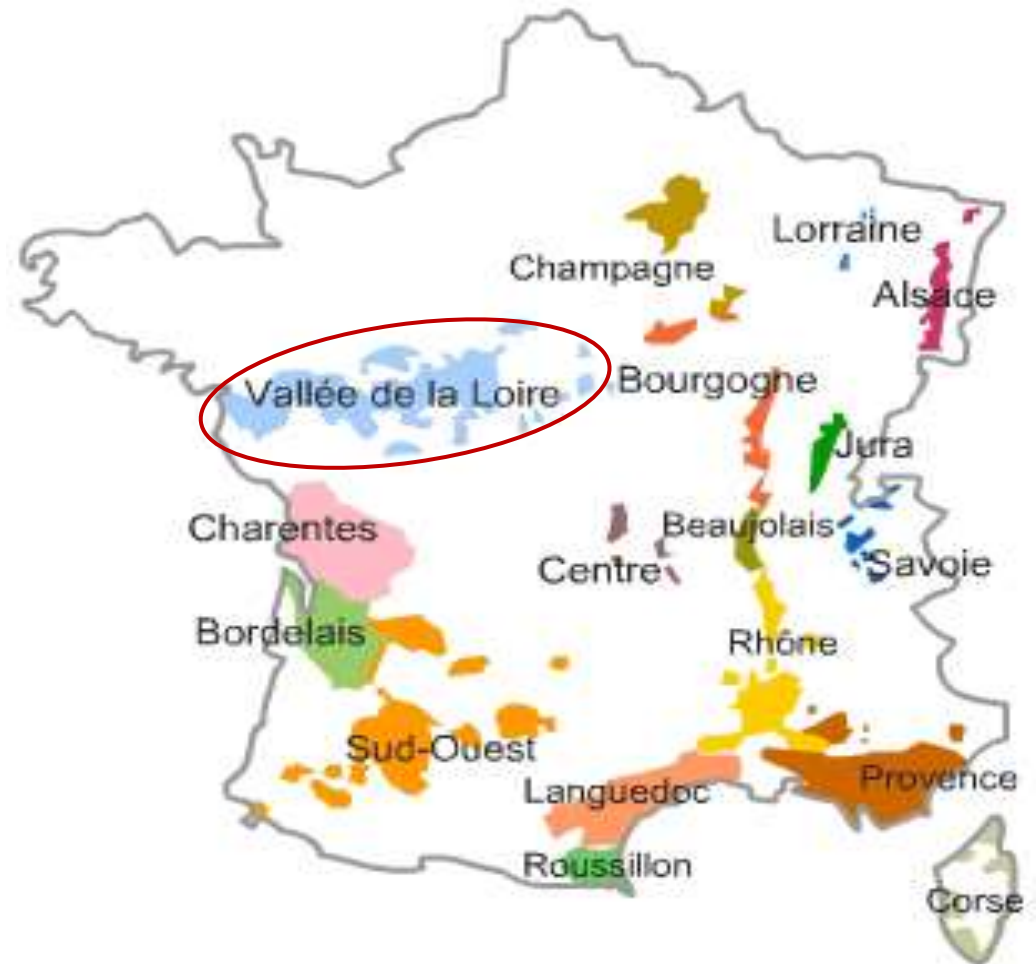 Lorraine
Champagne
Alsace
Vallée de la Loire
Bourgogne
Jura
Charentes
Beaujolais
Centre
Savoie
Bordelais
Rhône
Sud-Ouest
Languedoc
Provence
Roussillon
Corse